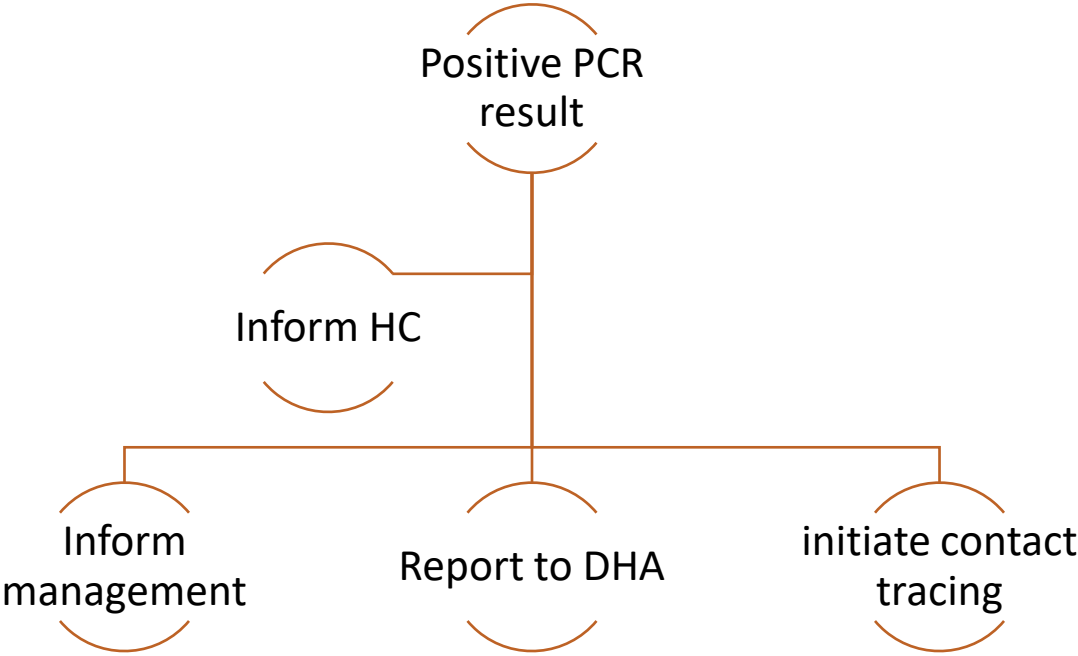 Positive PCR
result
Inform HC
Inform
management
Report to DHA
initiate contact
tracing